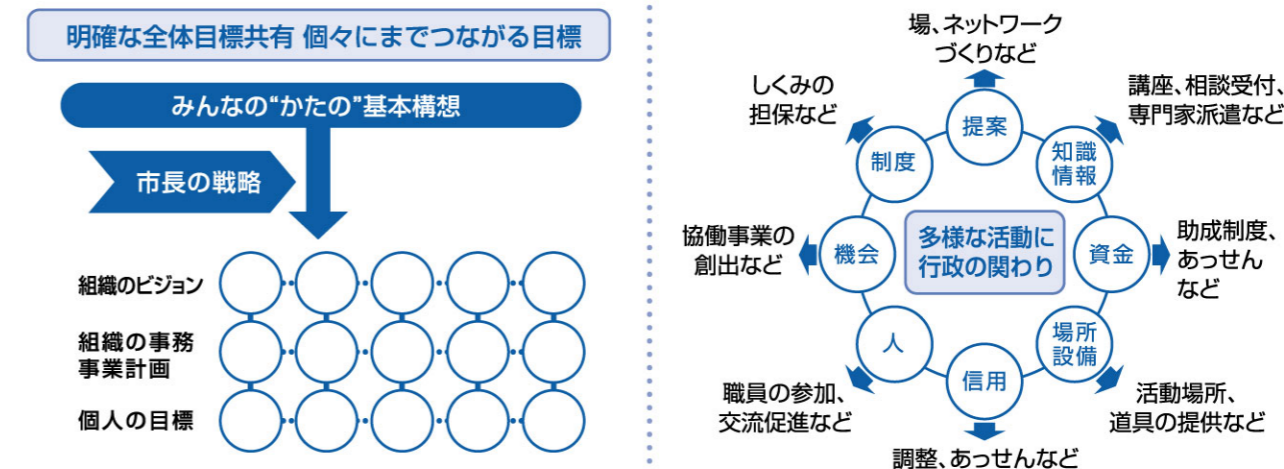 明確な全体目標共有 個々にまでつながる目標
みんなの“かたの”基本構想
市長の戦略
組織のビジョン
組織の事務
事業計画
個人の目標
場、ネットワーク
づくりなど
提案
講座、相談受付、
専門家派遣など
知識
情報
助成制度、
あっせん
など
資金
活動場所、
道具の提供など
場所
設備
調整、あっせんなど
信用
職員の参加、
交流促進など
人
協働事業の
創出など
機会
しくみの
担保など
制度
多様な活動に
行政の関わり